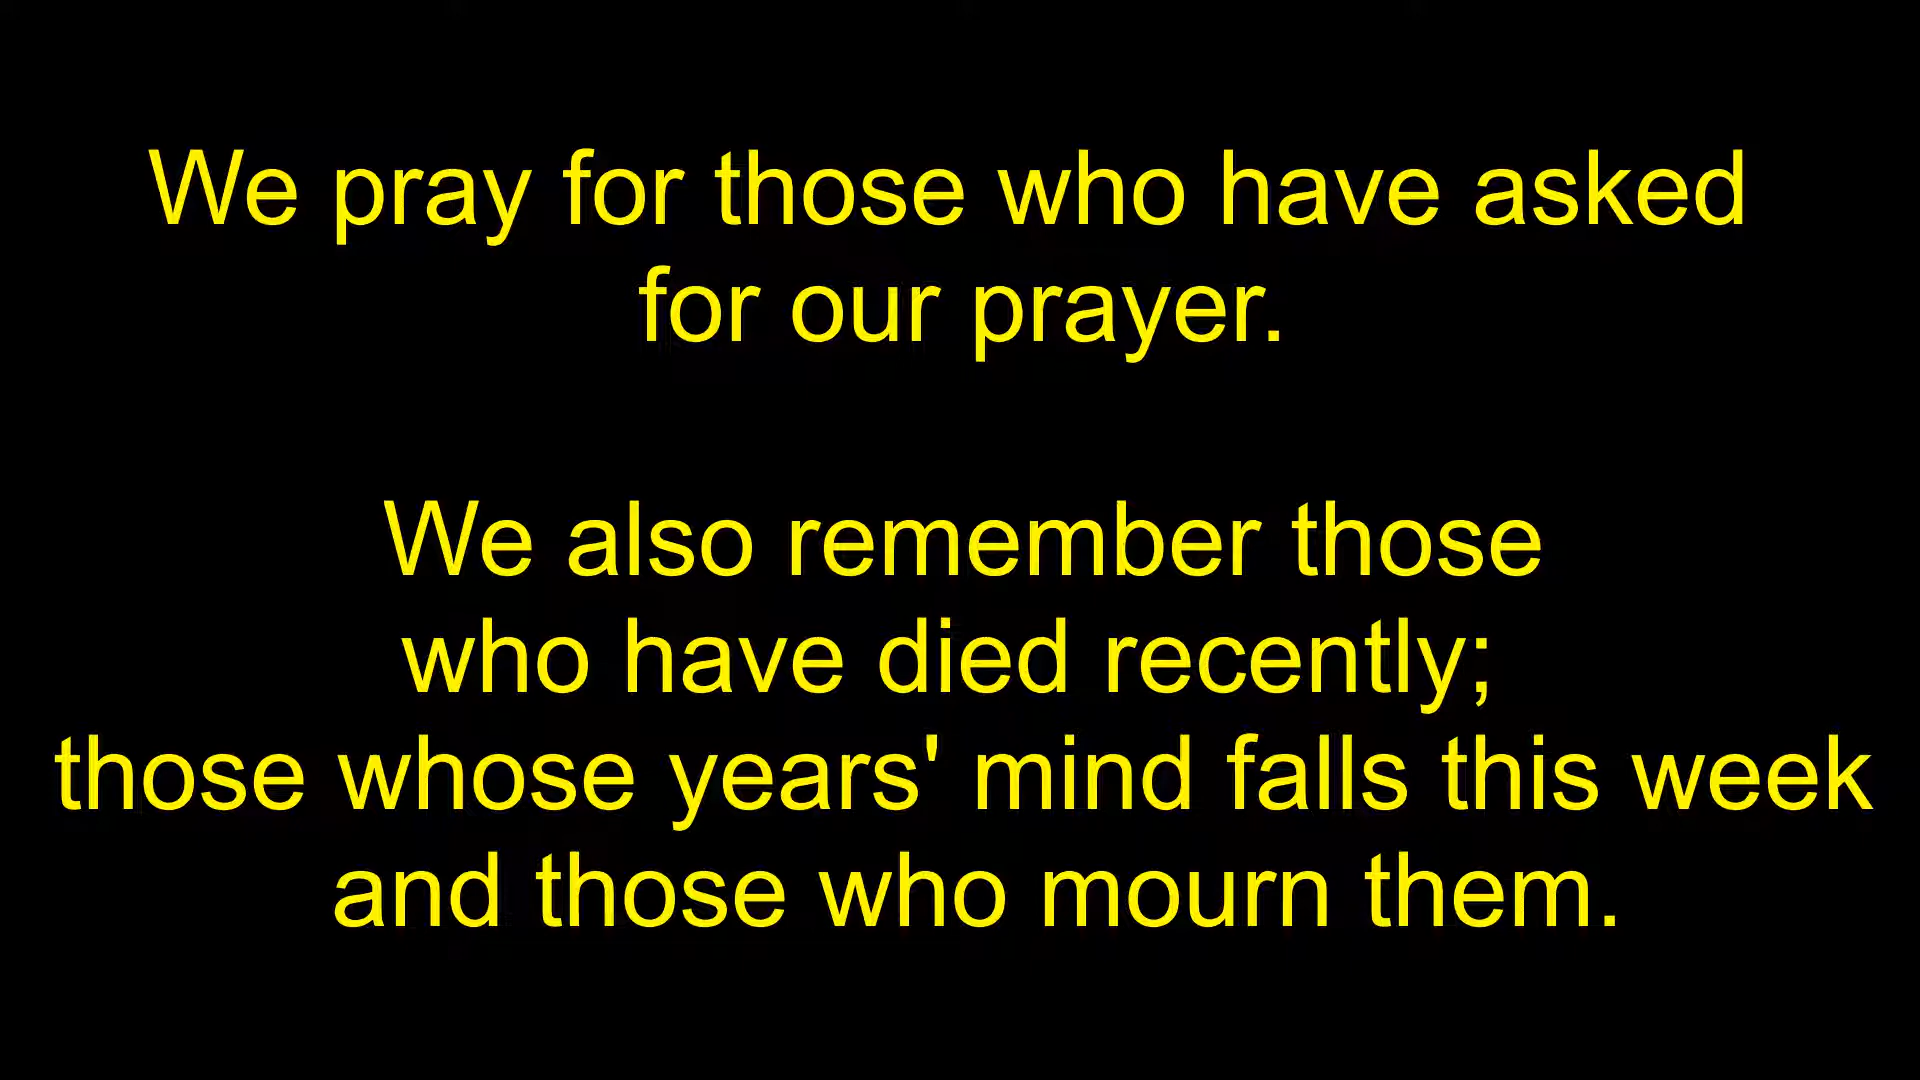 We pray for those who have asked
for our prayer.
We also remember those
who have died recently;
those whose years' mind falls this week
and those who mourn them.